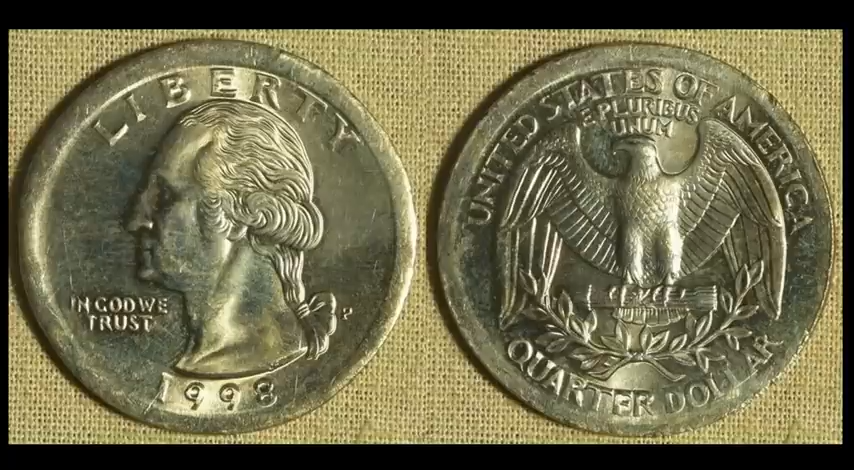 LIBERTY
IN GOD WE
TRUST
P
1998
UNITED STATES OF AMERICA
E PLURIBUS
UNUM
QUARTER DOLLAR